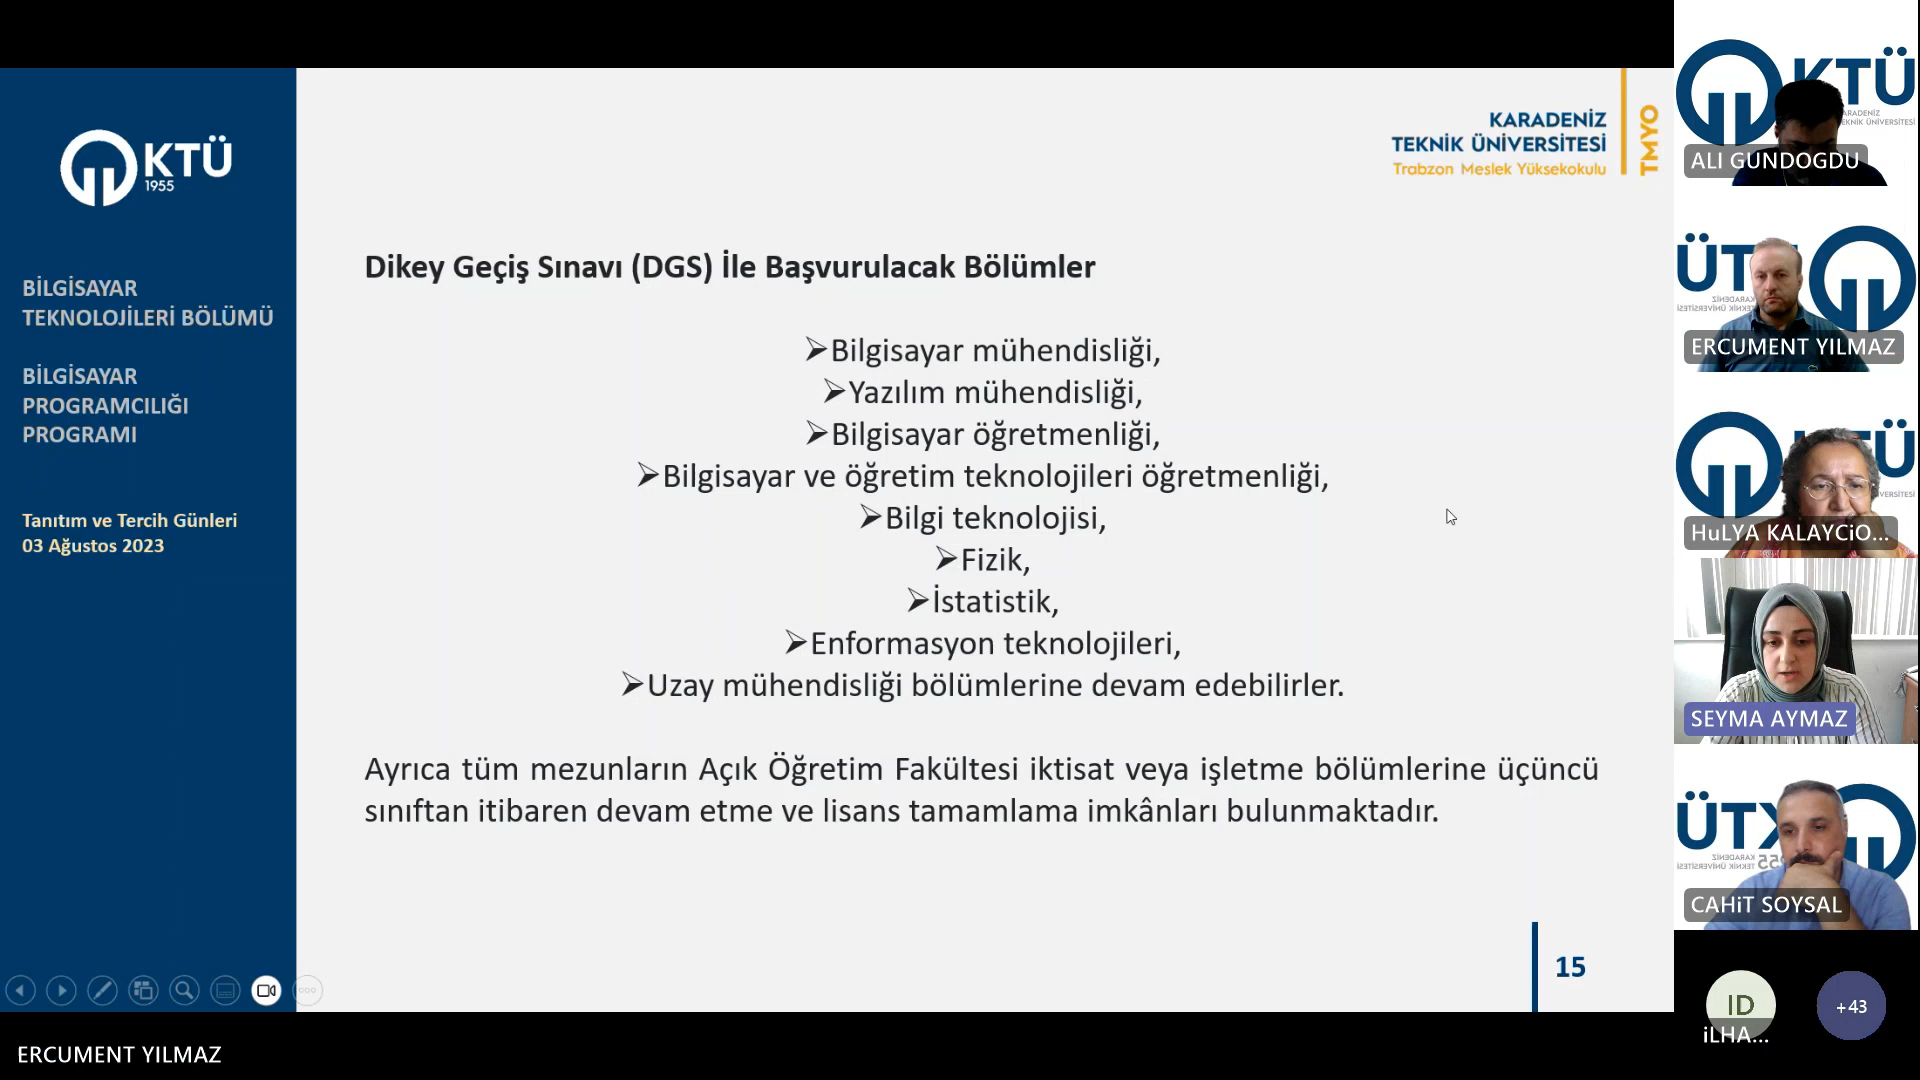 KTÜ
1955
BİLGİSAYAR
TEKNOLOJİLERİ BÖLÜMÜ
BİLGİSAYAR
PROGRAMCILIĞI
PROGRAMI
Tanıtım ve Tercih Günleri
03 Ağustos 2023
KARADENİZ
TEKNİK ÜNİVERSİTESİ
Trabzon Meslek Yüksekokulu
TMYO
Dikey Geçiş Sınavı (DGS) İle Başvurulacak Bölümler
➢Bilgisayar mühendisliği,
➢Yazılım mühendisliği,
➢Bilgisayar öğretmenliği,
➢Bilgisayar ve öğretim teknolojileri öğretmenliği,
➢Bilgi teknolojisi,
➢Fizik,
➢İstatistik,
➢Enformasyon teknolojileri,
➢Uzay mühendisliği bölümlerine devam edebilirler.
Ayrıca tüm mezunların Açık Öğretim Fakültesi iktisat veya işletme bölümlerine üçüncü
sınıftan itibaren devam etme ve lisans tamamlama imkânları bulunmaktadır.
15
ERCUMENT YILMAZ
KTÜ
ALI GUNDOGDU
ERCUMENT YILMAZ
HuLYA KALAYCiO...
SEYMA AYMAZ
CAHiT SOYSAL
ID
iLHA...
+43